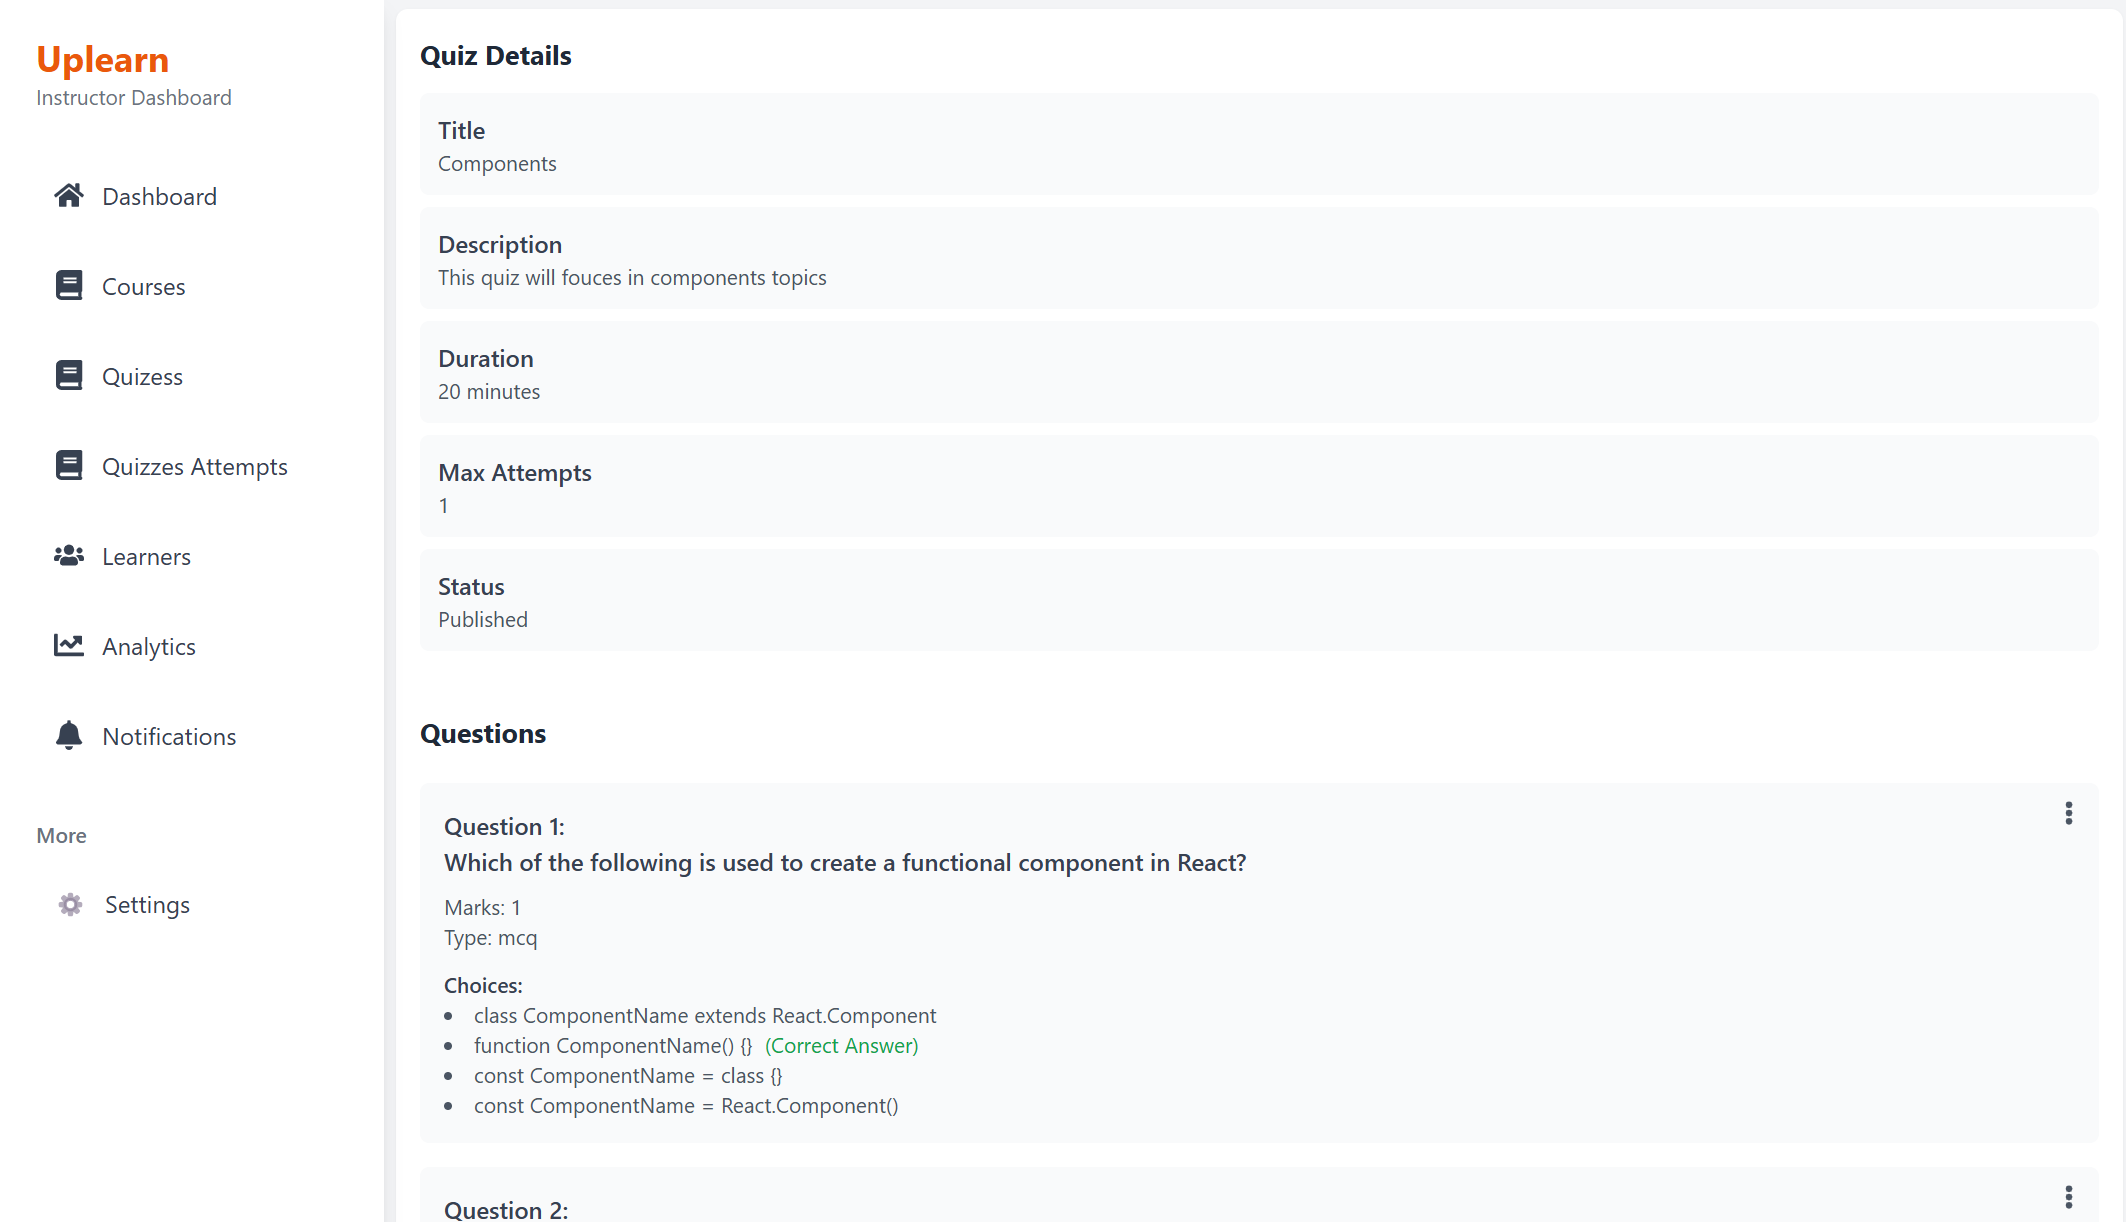 Uplearn
Instructor Dashboard
Dashboard
Courses
Quizess
Quizzes Attempts
Learners
Analytics
Notifications
More
Settings
Quiz Details
Title
Components
Description
This quiz will fouces in components topics
Duration
20 minutes
Max Attempts
1
Status
Published
Questions
Question 1:
Which of the following is used to create a functional component in React?
Marks: 1
Type: mcq
Choices:
class ComponentName extends React.Component
function ComponentName() {} (Correct Answer)
const ComponentName = class {}
const ComponentName = React.Component()
Question 2: